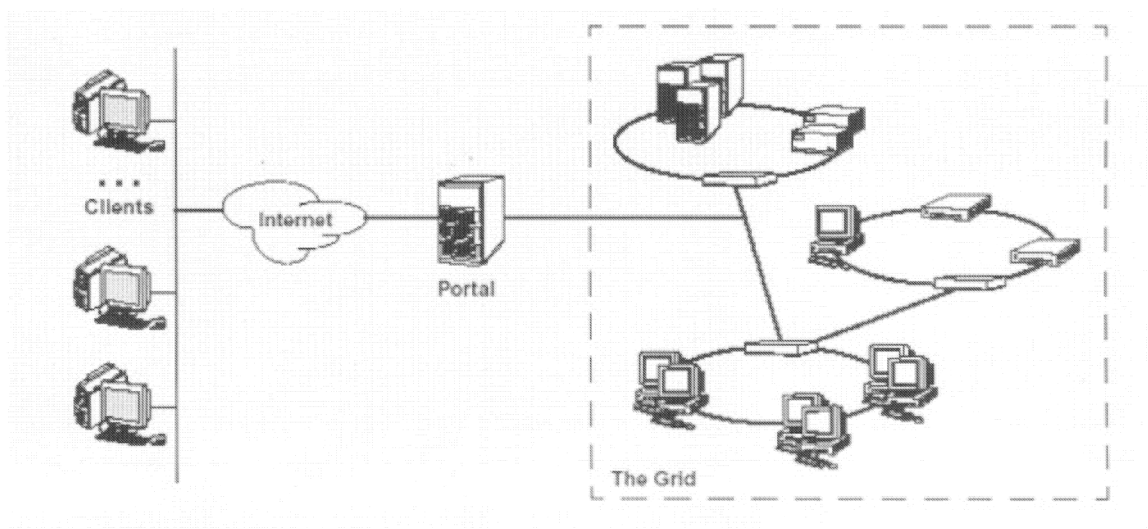 . . .
Clients
Internet
Portal
The Grid